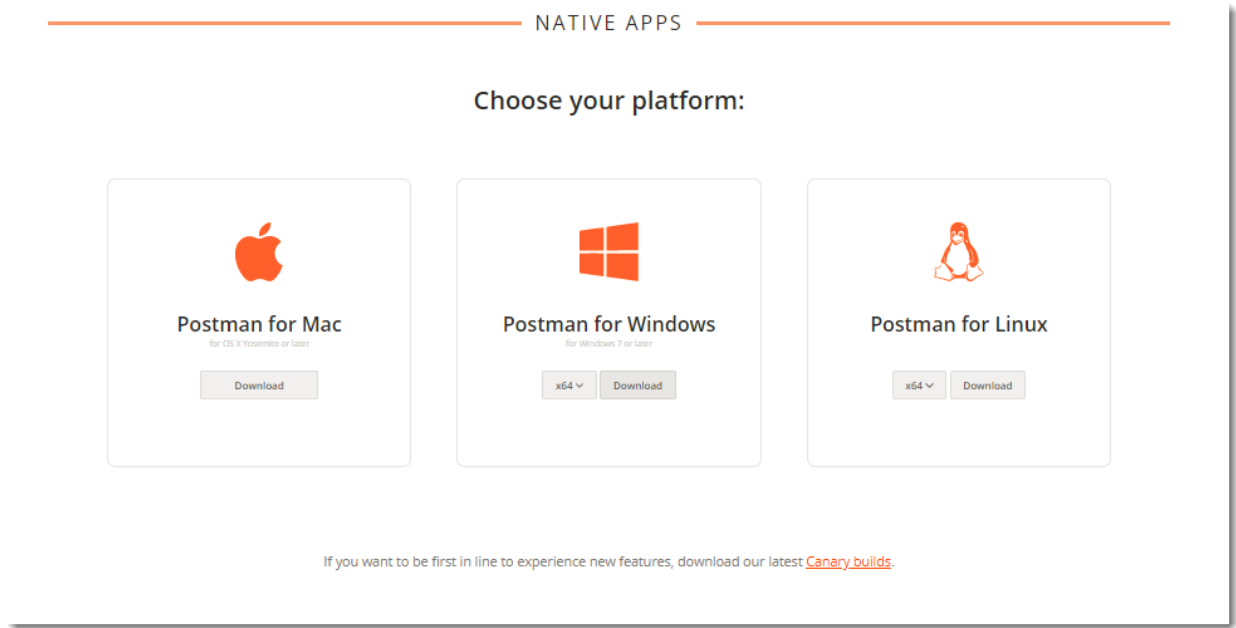 NATIVE APPS
Choose your platform:
Postman for Mac
for OS X Yosemite or later
Download
Postman for Windows
for Windows 7 or later
x64 Download
Postman for Linux
x64 Download
If you want to be first in line to experience new features, download our latest Canary builds.